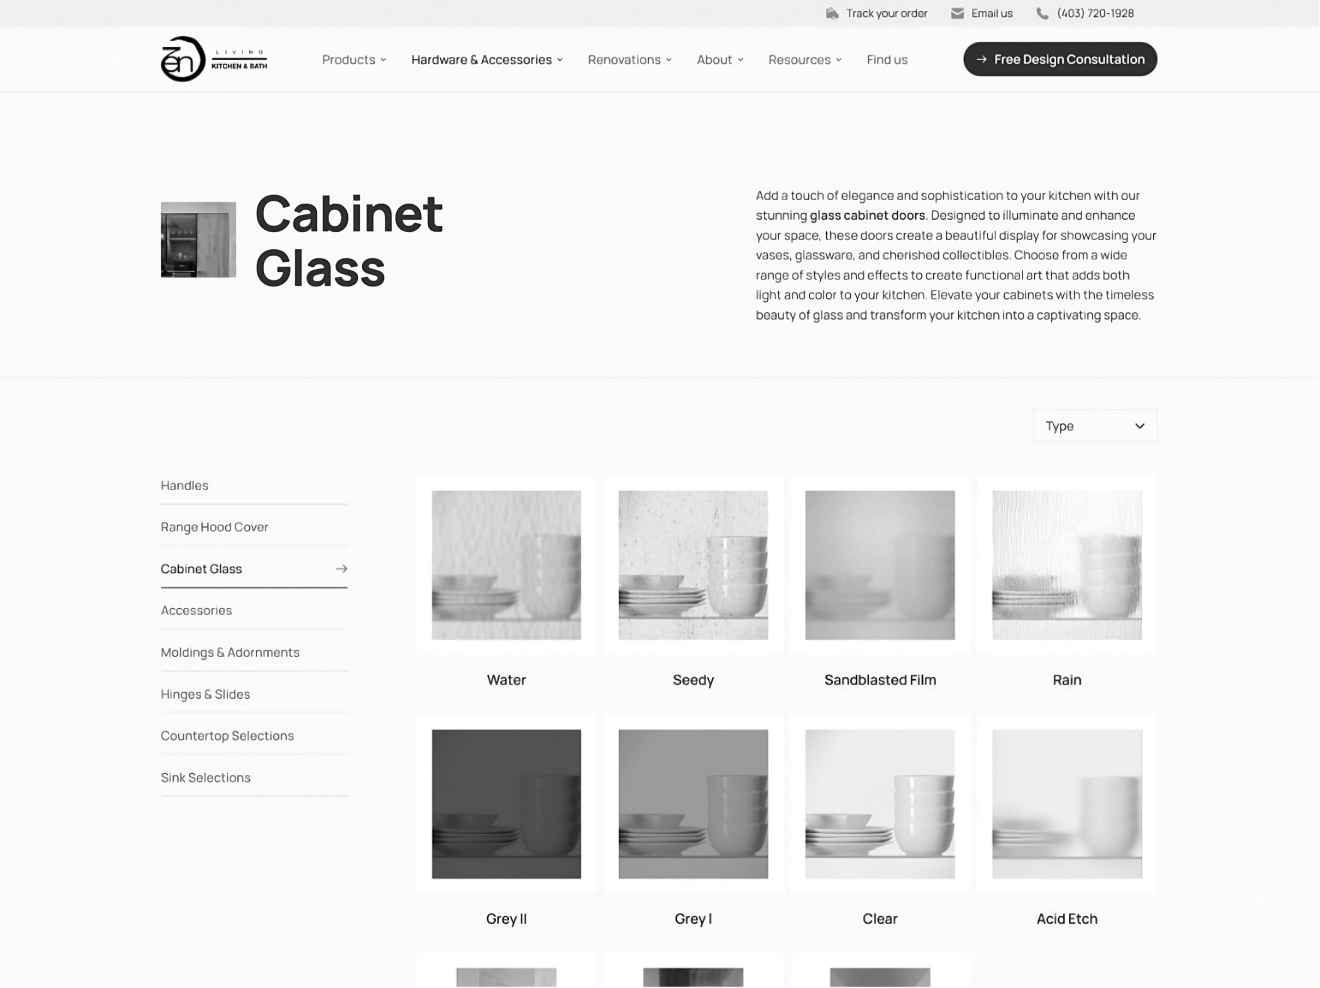 Track your order
Email us
(403) 720-1928
zen
LIVING
KITCHEN & BATH
Products
Hardware & Accessories
Renovations
About
Resources
Find us
Free Design Consultation
Cabinet
Glass
Add a touch of elegance and sophistication to your kitchen with our
stunning glass cabinet doors. Designed to illuminate and enhance
your space, these doors create a beautiful display for showcasing your
vases, glassware, and cherished collectibles. Choose from a wide
range of styles and effects to create functional art that adds both
light and color to your kitchen. Elevate your cabinets with the timeless
beauty of glass and transform your kitchen into a captivating space.
Type
Handles
Range Hood Cover
Cabinet Glass
Accessories
Moldings & Adornments
Hinges & Slides
Countertop Selections
Sink Selections
Water
Seedy
Sandblasted Film
Rain
Grey II
Grey I
Clear
Acid Etch